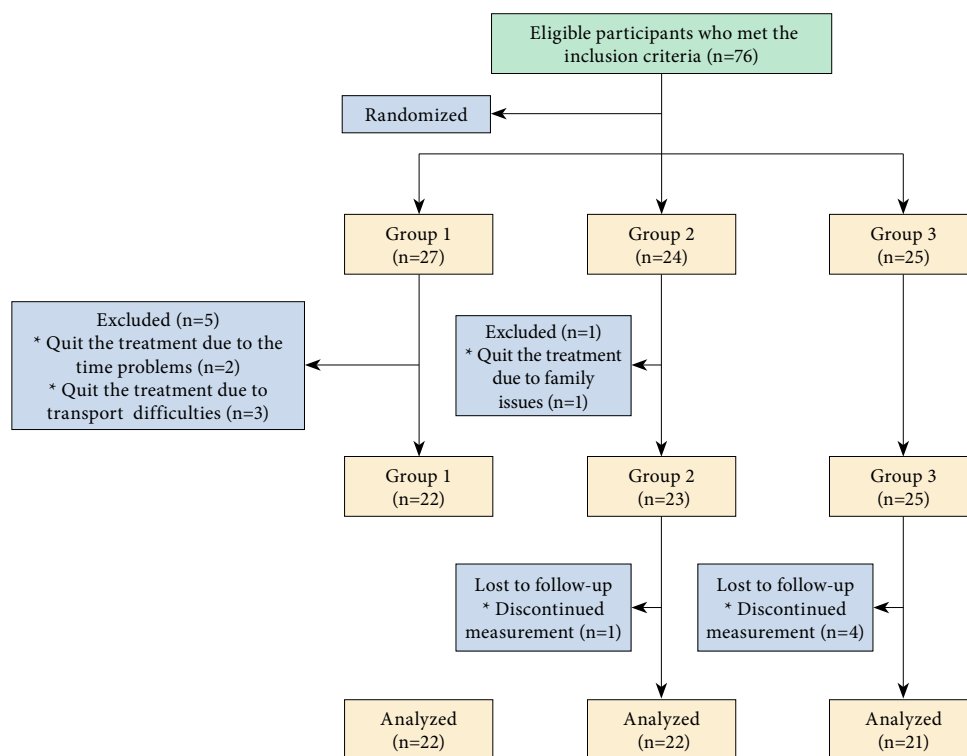 Eligible participants who met the
inclusion criteria (n=76)
Randomized
Group 1
(n=27)
Group 2
(n=24)
Group 3
(n=25)
Excluded (n=5)
* Quit the treatment due to the
time problems (n=2)
* Quit the treatment due to
transport difficulties (n=3)
Excluded (n=1)
* Quit the treatment
due to family
issues (n=1)
Group 1
(n=22)
Group 2
(n=23)
Group 3
(n=25)
Lost to follow-up
* Discontinued
measurement (n=1)
Lost to follow-up
* Discontinued
measurement (n=4)
Analyzed
(n=22)
Analyzed
(n=22)
Analyzed
(n=21)